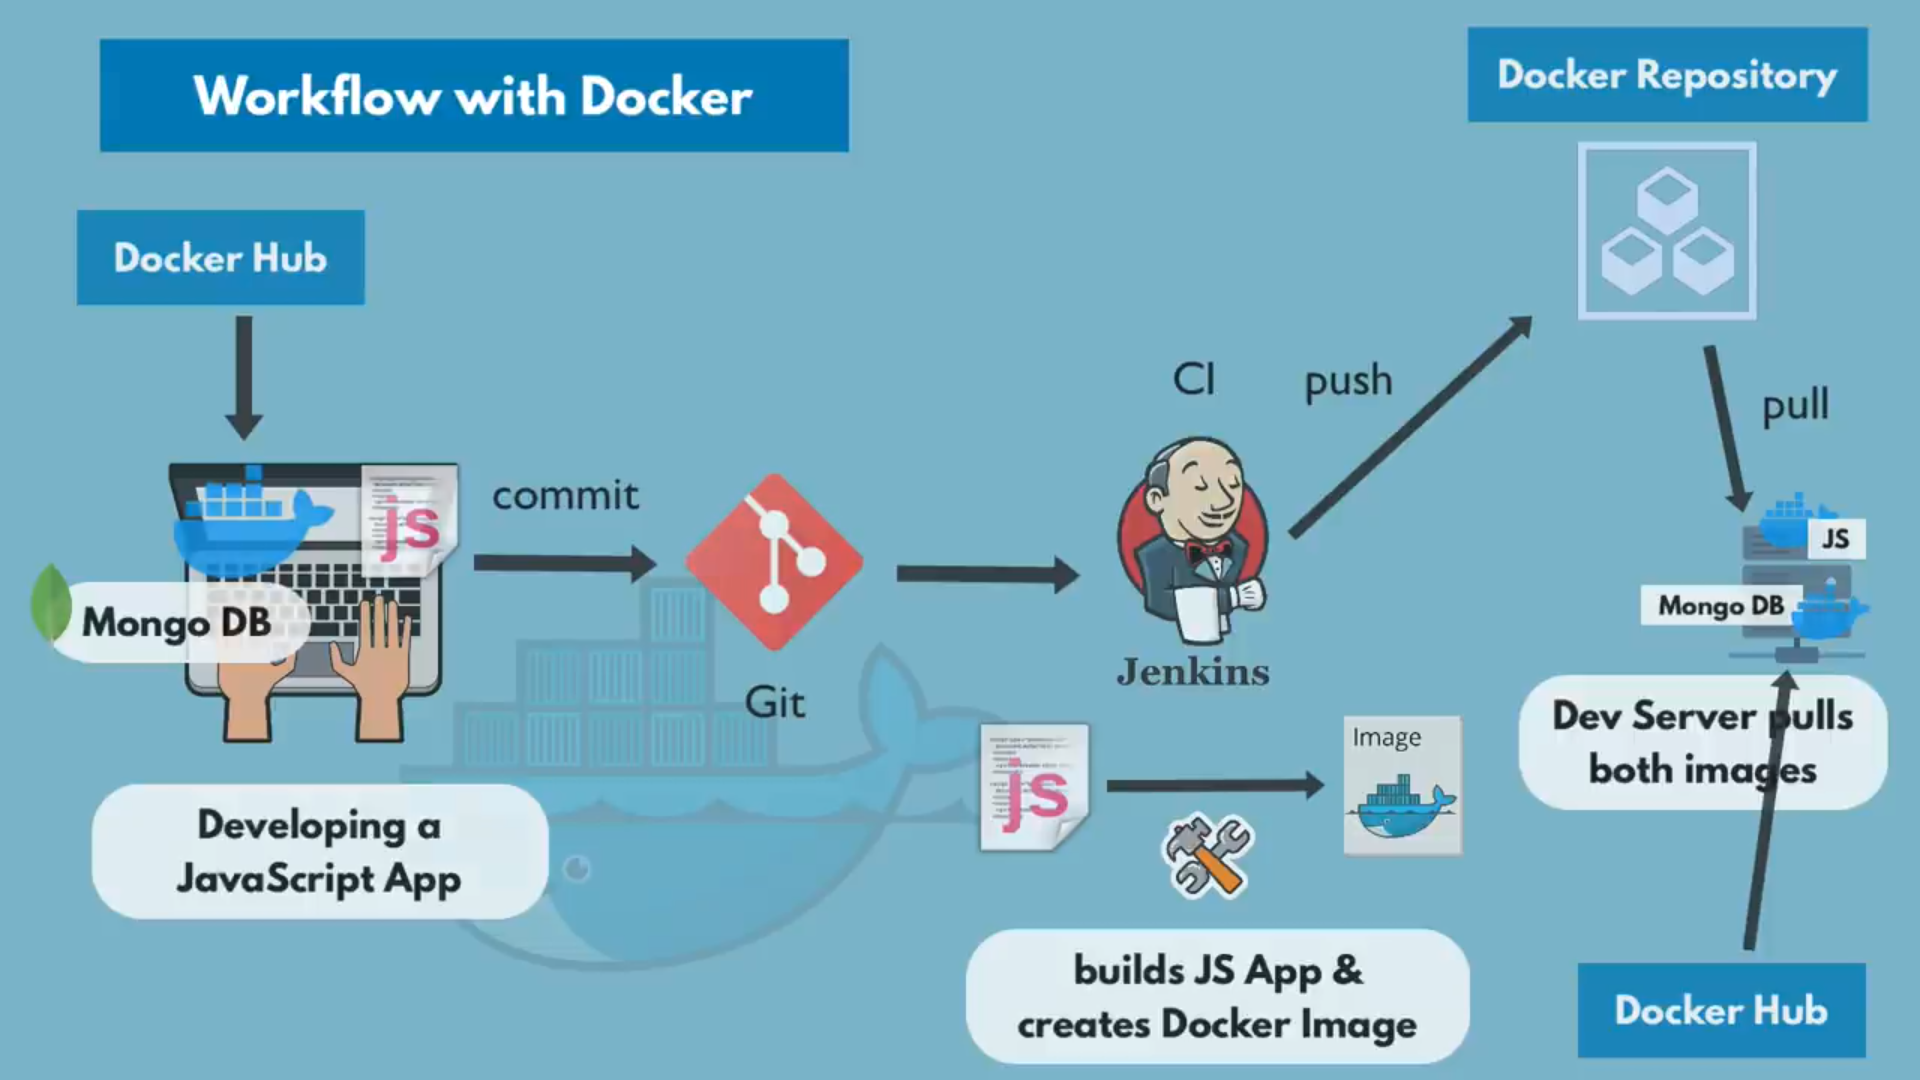 Workflow with Docker
Docker Repository
Docker Hub
CI
push
pull
commit
js
JS
Mongo DB
Mongo DB
Git
Jenkins
Dev Server pulls
both images
js
Image
Developing a
JavaScript App
builds JS App &
creates Docker Image
Docker Hub